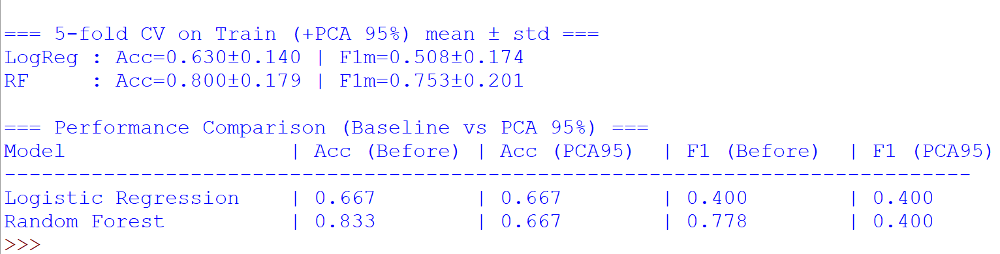 === 5-fold CV on Train (+PCA 95%) mean ± std ===
LogReg : Acc=0.630±0.140 | F1m=0.508±0.174
RF     : Acc=0.800±0.179 | F1m=0.753±0.201
=== Performance Comparison (Baseline vs PCA 95%) ===
Model                  | Acc (Before) | Acc (PCA95)  | F1 (Before)  | F1 (PCA95)
------------------------------------------------------------------------------
Logistic Regression    | 0.667        | 0.667        | 0.400        | 0.400
Random Forest          | 0.833        | 0.667        | 0.778        | 0.400
>>>